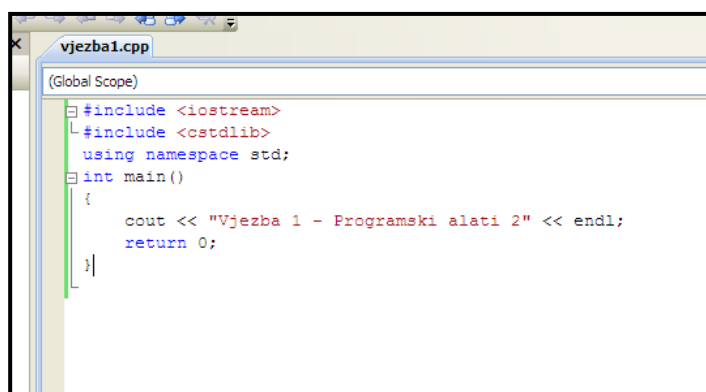 vjezba1.cpp
(Global Scope)
#include <iostream>
#include <cstdlib>
using namespace std;
int main()
{
cout << "Vjezba 1 - Programski alati 2" << endl;
return 0;
}